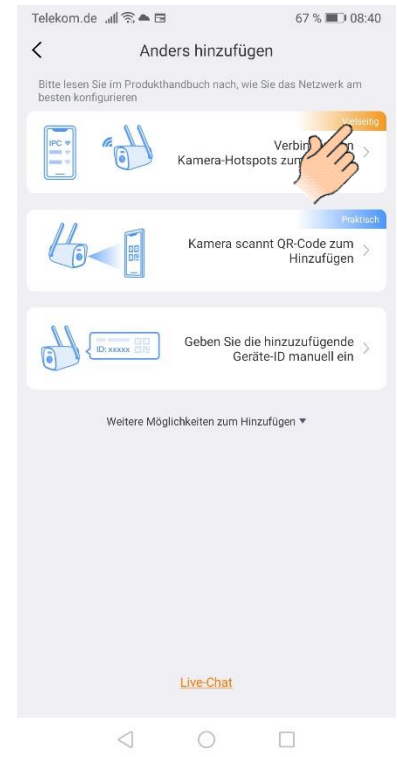 Telekom.de 67 % 08:40
Anders hinzufügen
Bitte lesen Sie im Produkthandbuch nach, wie Sie das Netzwerk am
besten konfigurieren
Vielseitig
IPC
Kamera-Hotspots
Praktisch
Kamera scannt QR-Code zum
Hinzufügen
Geben Sie die hinzuzufügende
ID: xxxxx
Geräte-ID manuell ein
Weitere Möglichkeiten zum Hinzufügen ▼
Live-Chat